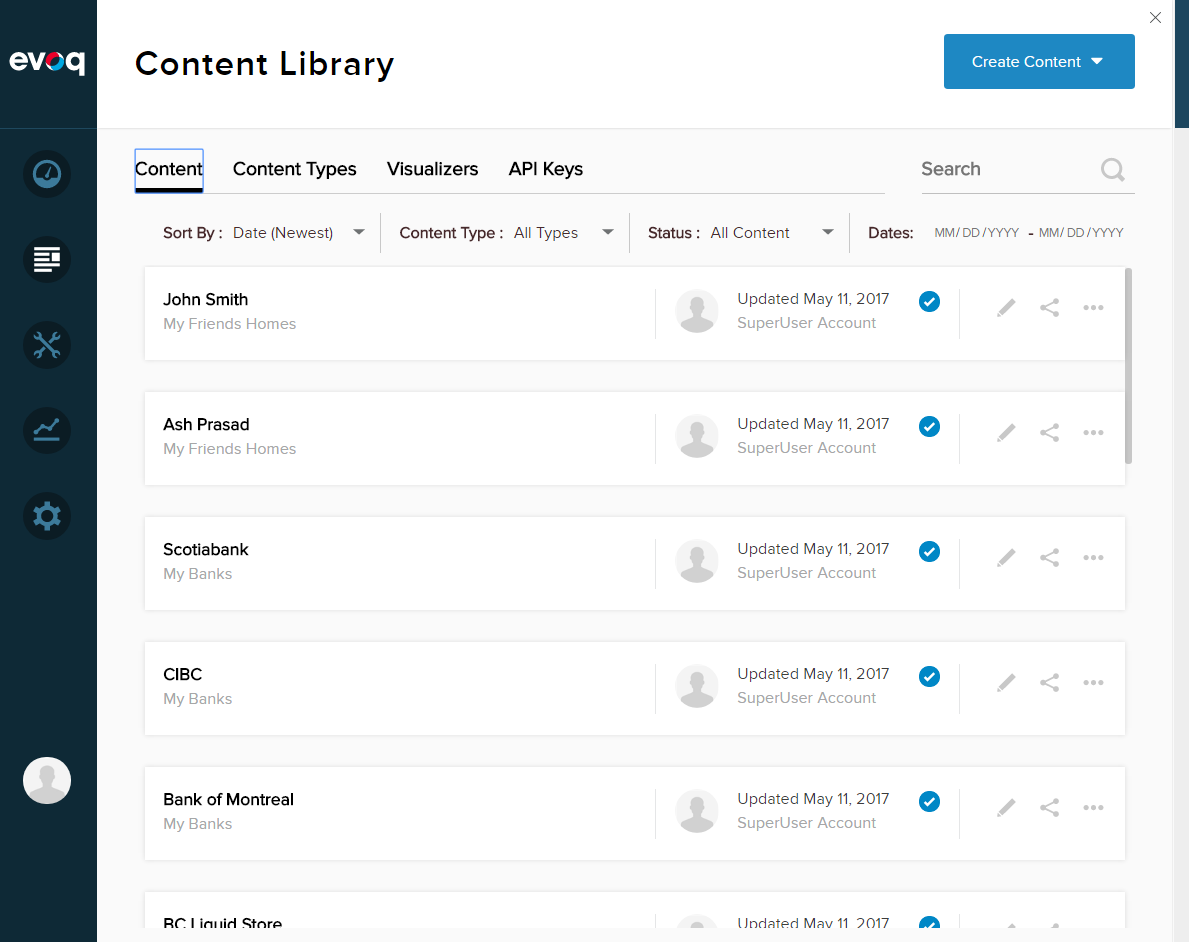 evoq
Content Library
Create Content
Content Content Types Visualizers API Keys Search
Sort By : Date (Newest) Content Type : All Types Status : All Content Dates: MM/DD/YYYY - MM/DD/YYYY
John Smith
My Friends Homes
Updated May 11, 2017
SuperUser Account
Ash Prasad
My Friends Homes
Updated May 11, 2017
SuperUser Account
Scotiabank
My Banks
Updated May 11, 2017
SuperUser Account
CIBC
My Banks
Updated May 11, 2017
SuperUser Account
Bank of Montreal
My Banks
Updated May 11, 2017
SuperUser Account
BC Liquid Store
Updated May 11, 2017